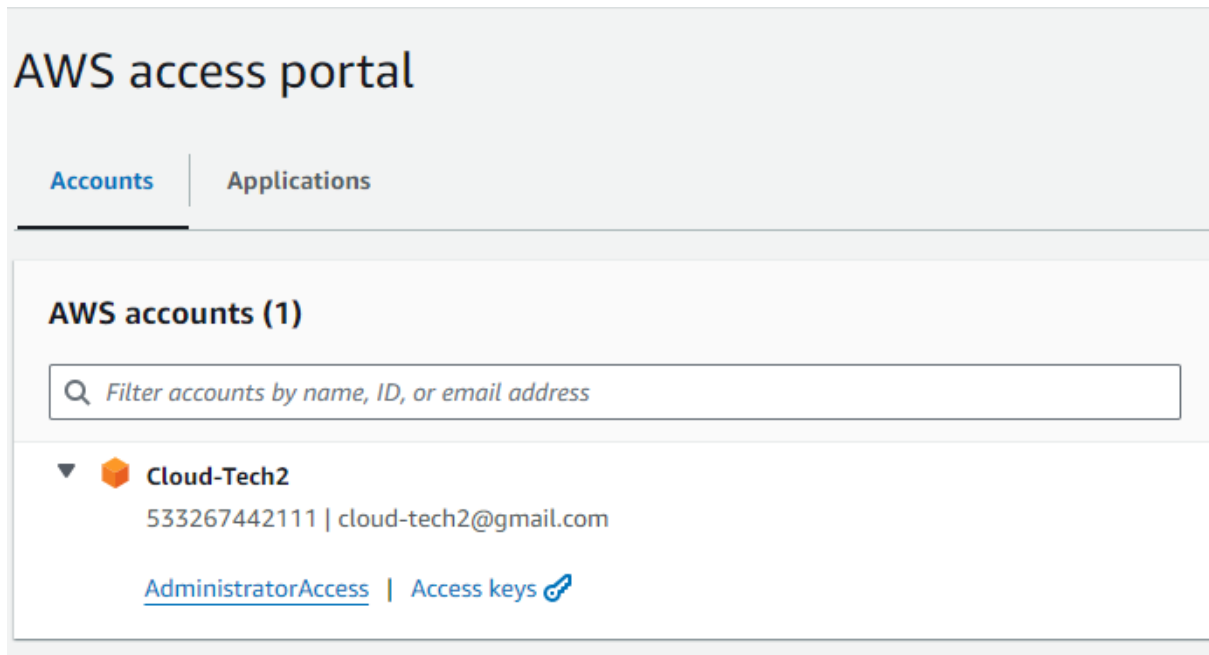 AWS access portal
Accounts Applications
AWS accounts (1)
Filter accounts by name, ID, or email address
Cloud-Tech2
533267442111 | cloud-tech2@gmail.com
AdministratorAccess | Access keys